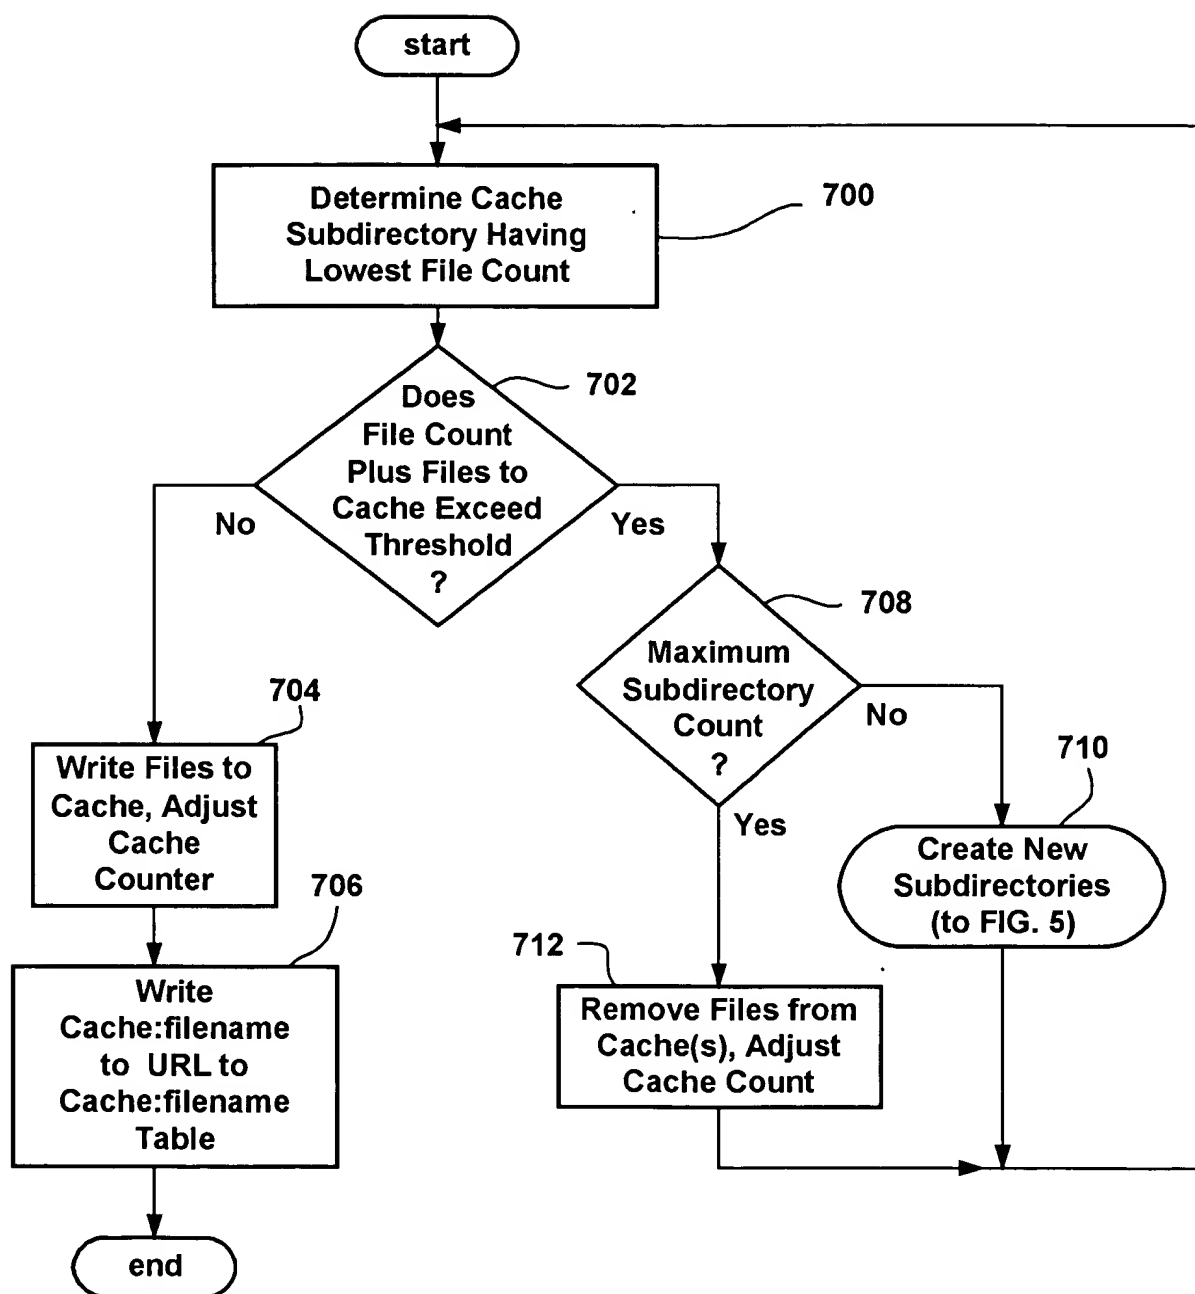 start
Determine Cache
Subdirectory Having
Lowest File Count
700
Does
File Count
Plus Files to
Cache Exceed
Threshold
?
702
No
Yes
Maximum
Subdirectory
Count
?
708
No
Yes
704
Write Files to
Cache, Adjust
Cache
Counter
710
Create New
Subdirectories
(to FIG. 5)
706
Write
Cache:filename
to URL to
Cache:filename
Table
712
Remove Files from
Cache(s), Adjust
Cache Count
end